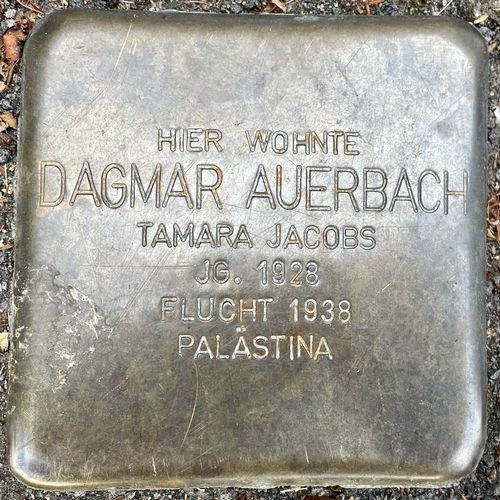 HIER WOHNTE
DAGMAR AUERBACH
TAMARA JACOBS
JG. 1928
FLUCHT 1938
PALÄSTINA